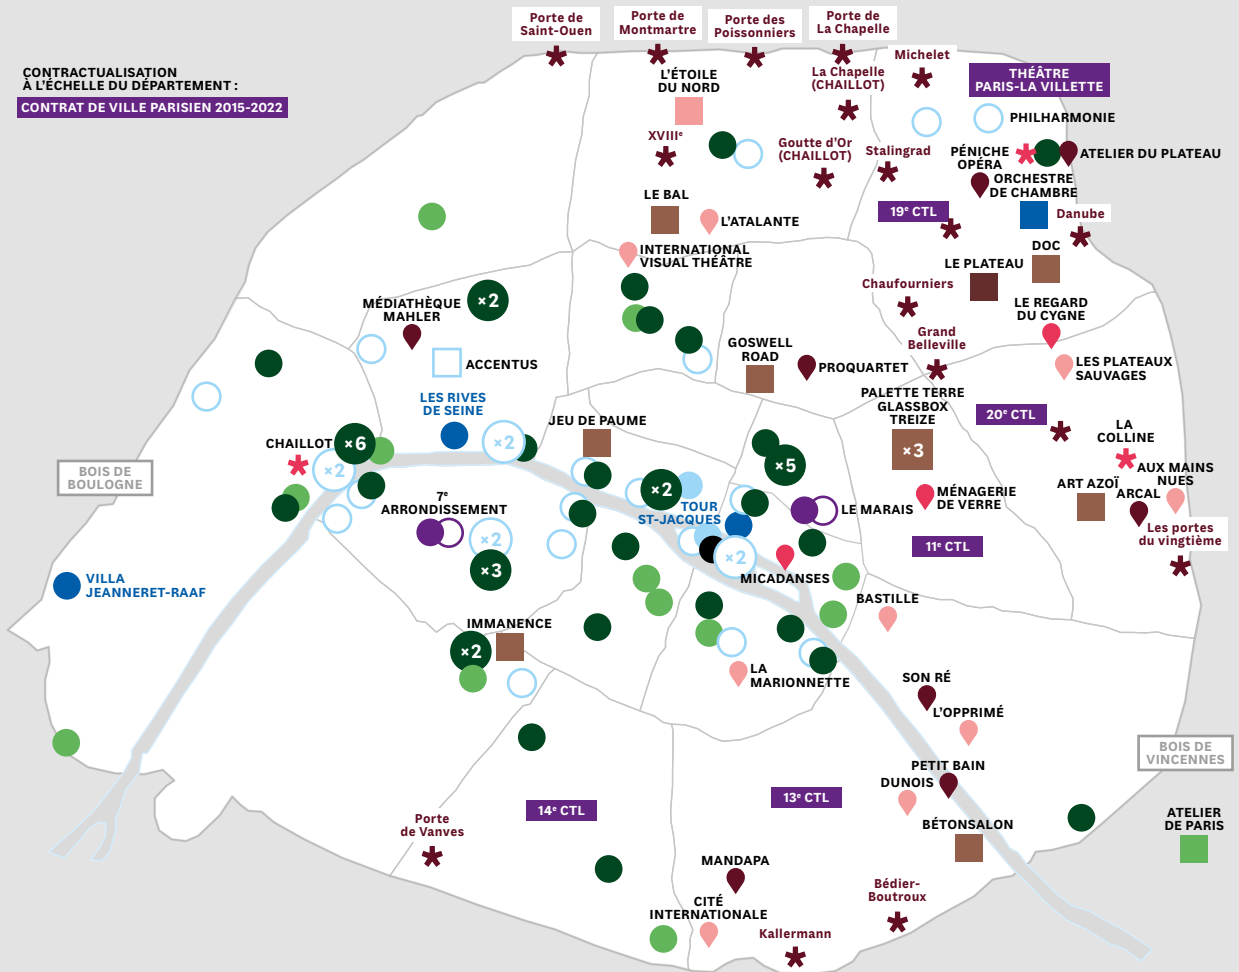 Porte de
Saint-Ouen
Porte de
Montmartre
Porte des
Poissonniers
Porte de
La Chapelle
Michelet
CONTRACTUALISATION
À L'ÉCHELLE DU DÉPARTEMENT :
CONTRAT DE VILLE PARISIEN 2015-2022
L'ÉTOILE
DU NORD
La Chapelle
(CHAILLOT)
THÉÂTRE
PARIS-LA VILLETTE
PHILHARMONIE
XVIIIᵉ
Goutte d'Or
(CHAILLOT)
Stalingrad
PÉNICHE
OPÉRA
ATELIER DU PLATEAU
ORCHESTRE
DE CHAMBRE
LE BAL
L'ATALANTE
19ᵉ CTL
Danube
INTERNATIONAL
VISUAL THÉÂTRE
DOC
LE PLATEAU
Chaufourniers
MÉDIATHÈQUE
MAHLER
×2
LE REGARD
DU CYGNE
Grand
Belleville
GOSWELL
ROAD
PROQUARTET
ACCENTUS
LES PLATEAUX
SAUVAGES
LES RIVES
DE SEINE
PALETTE TERRE
GLASSBOX
TREIZE
×3
20ᵉ CTL
JEU DE PAUME
LA
COLLINE
CHAILLOT
×6
×2
×2
×5
×2
BOIS DE
BOULOGNE
AUX MAINS
NUES
ART AZOÏ
ARCAL
7ᵉ
ARRONDISSEMENT
TOUR
ST-JACQUES
LE MARAIS
MÉNAGERIE
DE VERRE
Les portes
du vingtième
×2
×3
×2
11ᵉ CTL
MICADANSES
VILLA
JEANNERET-RAAF
BASTILLE
IMMANENCE
×2
LA
MARIONNETTE
SON RÉ
L'OPPRIMÉ
BOIS DE
VINCENNES
PETIT BAIN
DUNOIS
13ᵉ CTL
14ᵉ CTL
Porte
de Vanves
BÉTONSALON
ATELIER
DE PARIS
MANDAPA
Bédier-
Boutroux
CITÉ
INTERNATIONALE
Kallermann